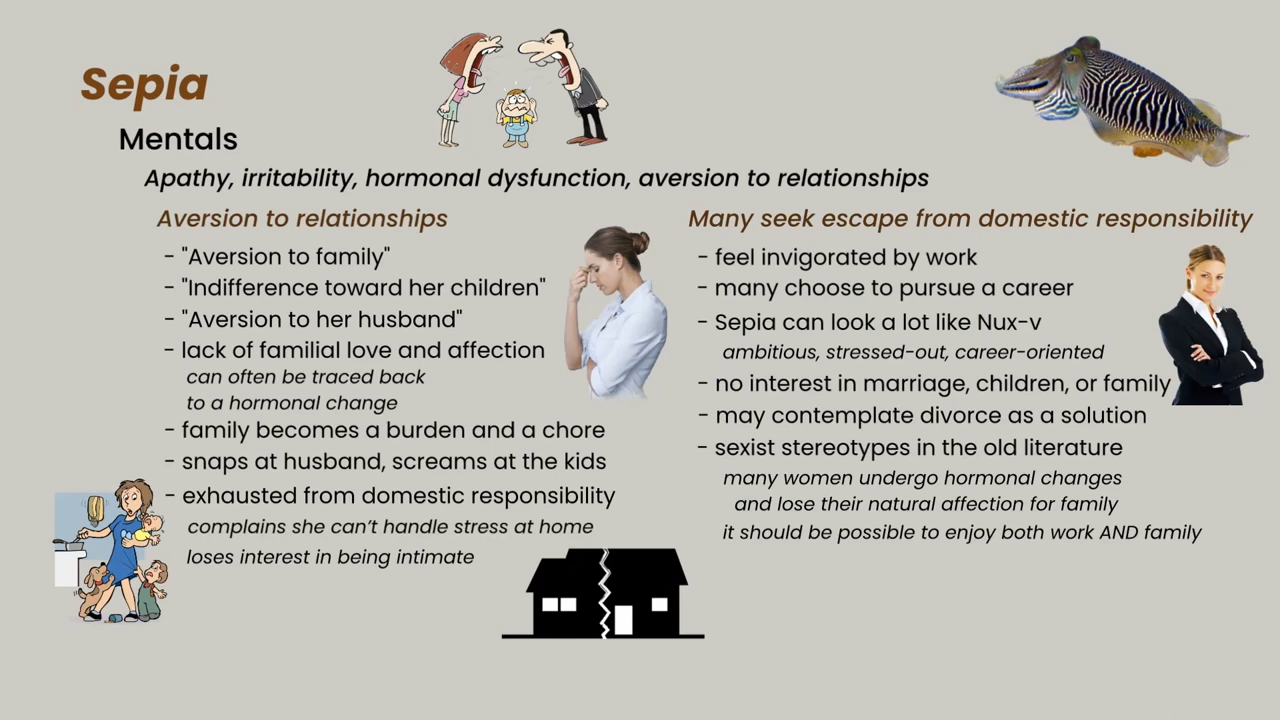 Sepia
Mentals
Apathy, irritability, hormonal dysfunction, aversion to relationships
Aversion to relationships
- "Aversion to family"
- "Indifference toward her children"
- "Aversion to her husband"
- lack of familial love and affection
can often be traced back
to a hormonal change
- family becomes a burden and a chore
- snaps at husband, screams at the kids
- exhausted from domestic responsibility
complains she can't handle stress at home
loses interest in being intimate
Many seek escape from domestic responsibility
- feel invigorated by work
- many choose to pursue a career
- Sepia can look a lot like Nux-v
ambitious, stressed-out, career-oriented
- no interest in marriage, children, or family
- may contemplate divorce as a solution
- sexist stereotypes in the old literature
many women undergo hormonal changes
and lose their natural affection for family
it should be possible to enjoy both work AND family